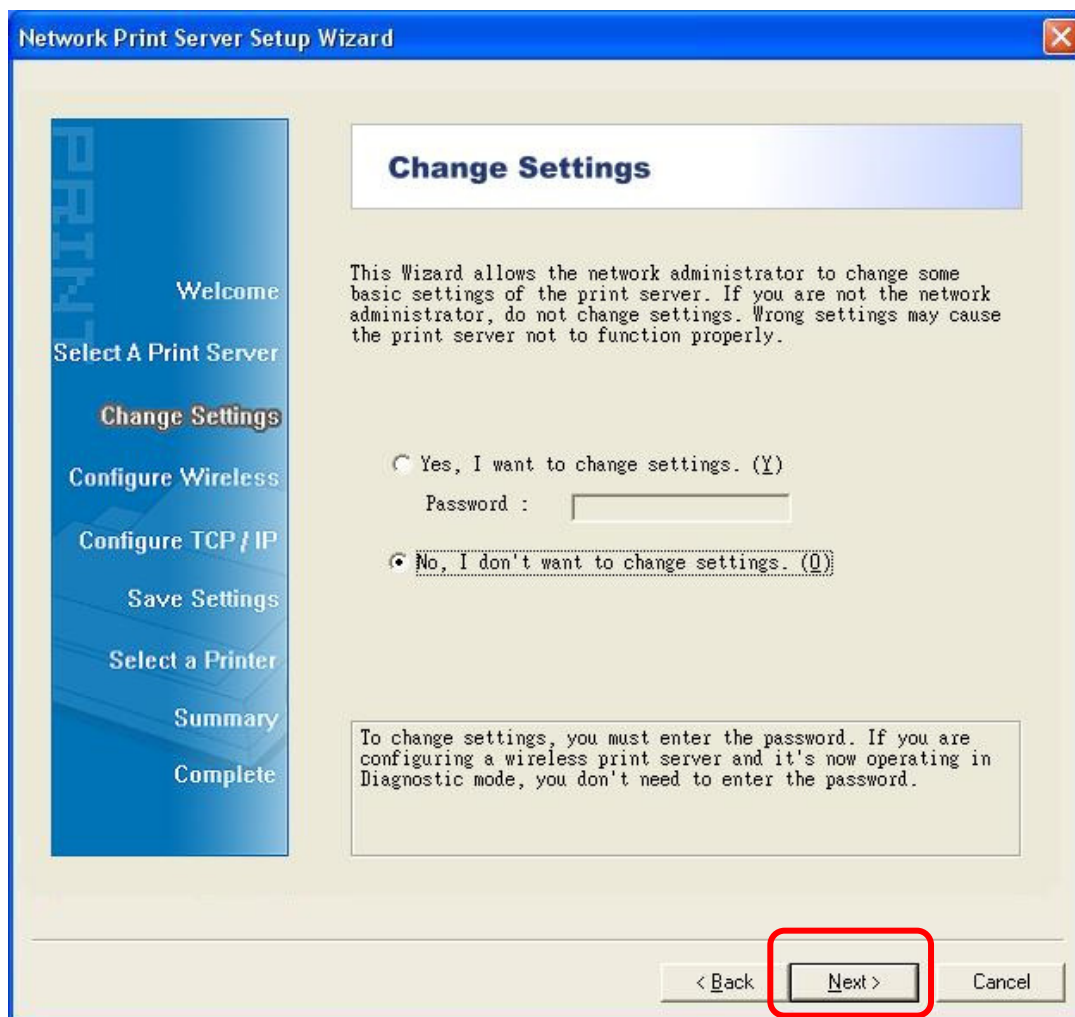 Network Print Server Setup Wizard
PRINT
Welcome
Select A Print Server
Change Settings
Configure Wireless
Configure TCP / IP
Save Settings
Select a Printer
Summary
Complete
Change Settings
This Wizard allows the network administrator to change some
basic settings of the print server. If you are not the network
administrator, do not change settings. Wrong settings may cause
the print server not to function properly.
Yes, I want to change settings. (Y)
Password :
No, I don't want to change settings. (O)
To change settings, you must enter the password. If you are
configuring a wireless print server and it's now operating in
Diagnostic mode, you don't need to enter the password.
< Back
Next >
Cancel